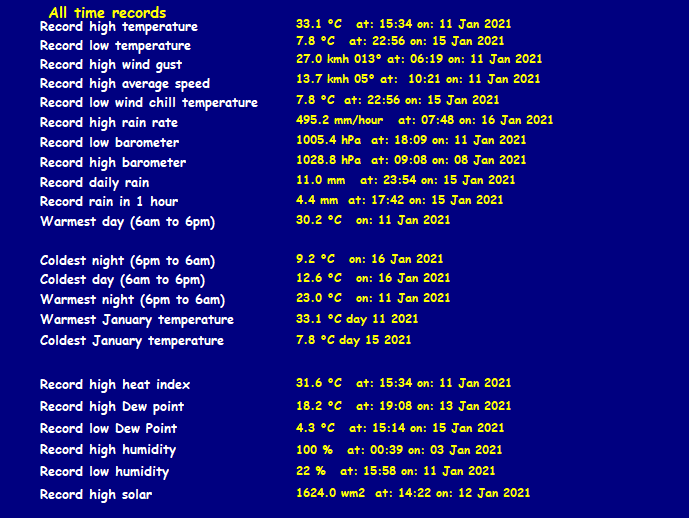 All time records
Record high temperature 33.1 °C at: 15:34 on: 11 Jan 2021
Record low temperature 7.8 °C at: 22:56 on: 15 Jan 2021
Record high wind gust 27.0 kmh 013° at: 06:19 on: 11 Jan 2021
Record high average speed 13.7 kmh 05° at: 10:21 on: 11 Jan 2021
Record low wind chill temperature 7.8 °C at: 22:56 on: 15 Jan 2021
Record high rain rate 495.2 mm/hour at: 07:48 on: 16 Jan 2021
Record low barometer 1005.4 hPa at: 18:09 on: 11 Jan 2021
Record high barometer 1028.8 hPa at: 09:08 on: 08 Jan 2021
Record daily rain 11.0 mm at: 23:54 on: 15 Jan 2021
Record rain in 1 hour 4.4 mm at: 17:42 on: 15 Jan 2021
Warmest day (6am to 6pm) 30.2 °C on: 11 Jan 2021
Coldest night (6pm to 6am) 9.2 °C on: 16 Jan 2021
Coldest day (6am to 6pm) 12.6 °C on: 16 Jan 2021
Warmest night (6pm to 6am) 23.0 °C on: 11 Jan 2021
Warmest January temperature 33.1 °C day 11 2021
Coldest January temperature 7.8 °C day 15 2021
Record high heat index 31.6 °C at: 15:34 on: 11 Jan 2021
Record high Dew point 18.2 °C at: 19:08 on: 13 Jan 2021
Record low Dew Point 4.3 °C at: 15:14 on: 15 Jan 2021
Record high humidity 100 % at: 00:39 on: 03 Jan 2021
Record low humidity 22 % at: 15:58 on: 11 Jan 2021
Record high solar 1624.0 wm2 at: 14:22 on: 12 Jan 2021